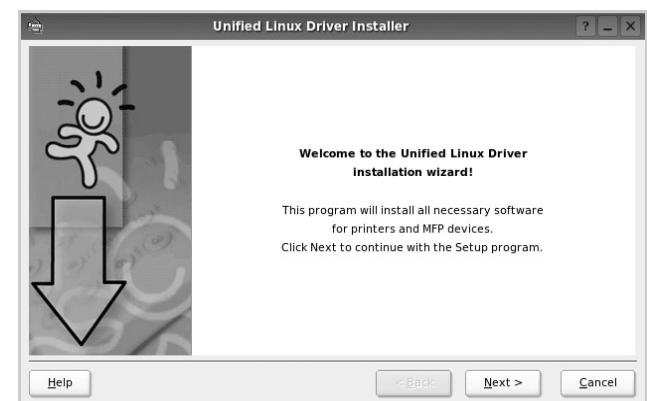 Unified Linux Driver Installer
Welcome to the Unified Linux Driver
installation wizard!
This program will install all necessary software
for printers and MFP devices.
Click Next to continue with the Setup program.
Help
< Back
Next >
Cancel